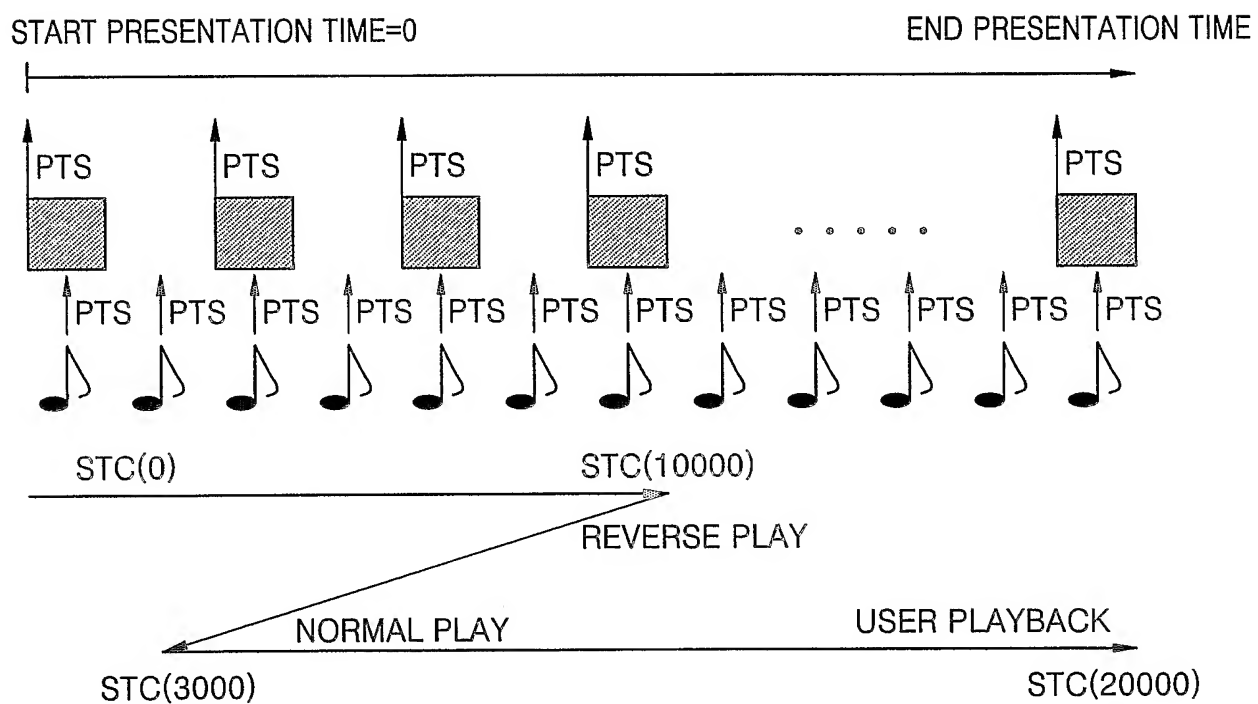 START PRESENTATION TIME=0 END PRESENTATION TIME
PTS PTS PTS PTS PTS
PTS PTS PTS PTS PTS PTS PTS PTS PTS PTS PTS PTS
STC(0) STC(10000)
REVERSE PLAY
NORMAL PLAY USER PLAYBACK
STC(3000) STC(20000)